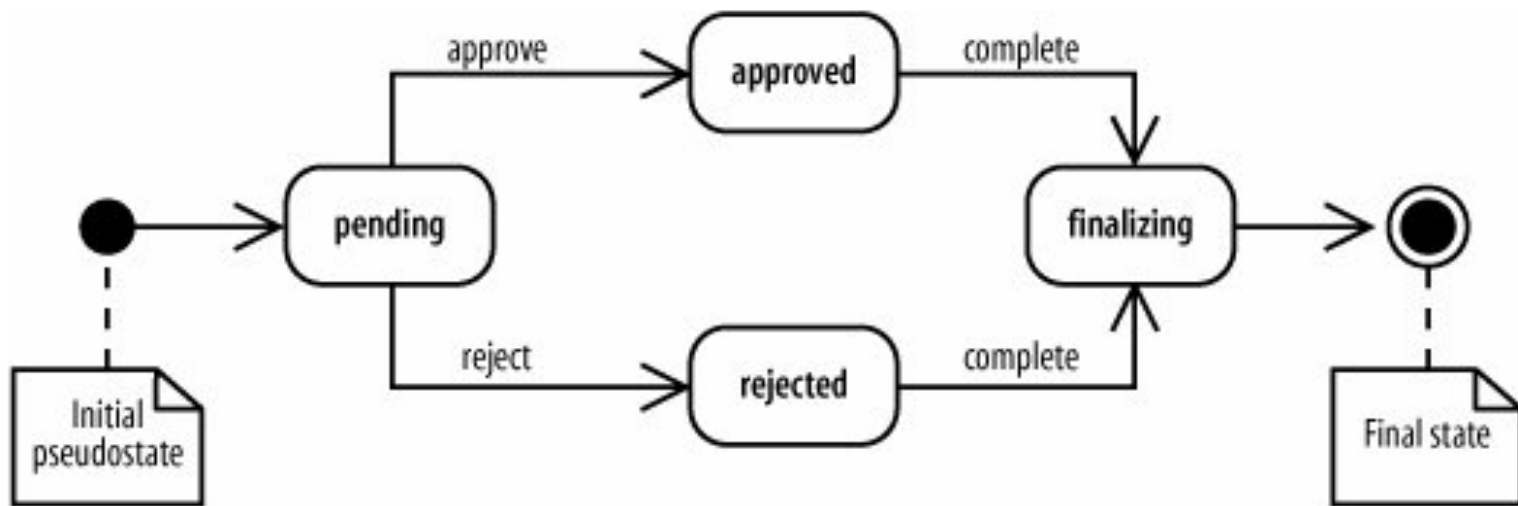 approve
approved
complete
pending
finalizing
reject
rejected
complete
Initial
pseudostate
Final state